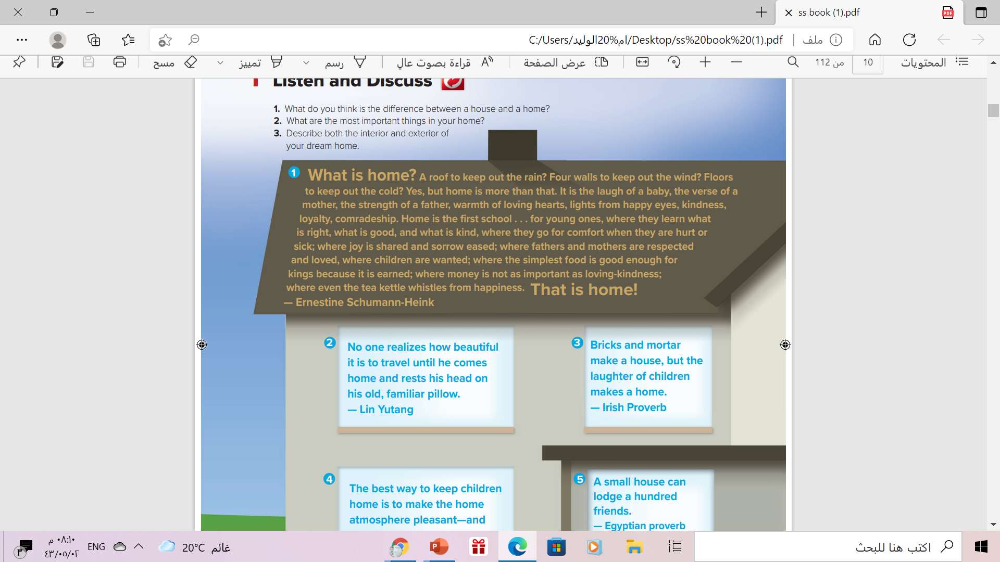 ss book (1).pdf
C:/Users/ام%20الوليد/Desktop/ss%20book%20(1).pdf
ملف
المحتويات
10
من 112
عرض الصفحة
قراءة بصوت عالٍ
رسم
تمييز
مسح
1 Listen and Discuss
1. What do you think is the difference between a house and a home?
2. What are the most important things in your home?
3. Describe both the interior and exterior of
your dream home.
1 What is home? A roof to keep out the rain? Four walls to keep out the wind? Floors
to keep out the cold? Yes, but home is more than that. It is the laugh of a baby, the verse of a
mother, the strength of a father, warmth of loving hearts, lights from happy eyes, kindness,
loyalty, comradeship. Home is the first school . . . for young ones, where they learn what
is right, what is good, and what is kind, where they go for comfort when they are hurt or
sick; where joy is shared and sorrow eased; where fathers and mothers are respected
and loved, where children are wanted; where the simplest food is good enough for
kings because it is earned; where money is not as important as loving-kindness;
where even the tea kettle whistles from happiness. That is home!
— Ernestine Schumann-Heink
2 No one realizes how beautiful
it is to travel until he comes
home and rests his head on
his old, familiar pillow.
— Lin Yutang
3 Bricks and mortar
make a house, but the
laughter of children
makes a home.
— Irish Proverb
4 The best way to keep children
home is to make the home
atmosphere pleasant—and
5 A small house can
lodge a hundred
friends.
— Egyptian proverb
اكتب هنا للبحث
20°C غائم
ENG
٠٨:١٠ م
٤٣/٠٥/٠٢
٣